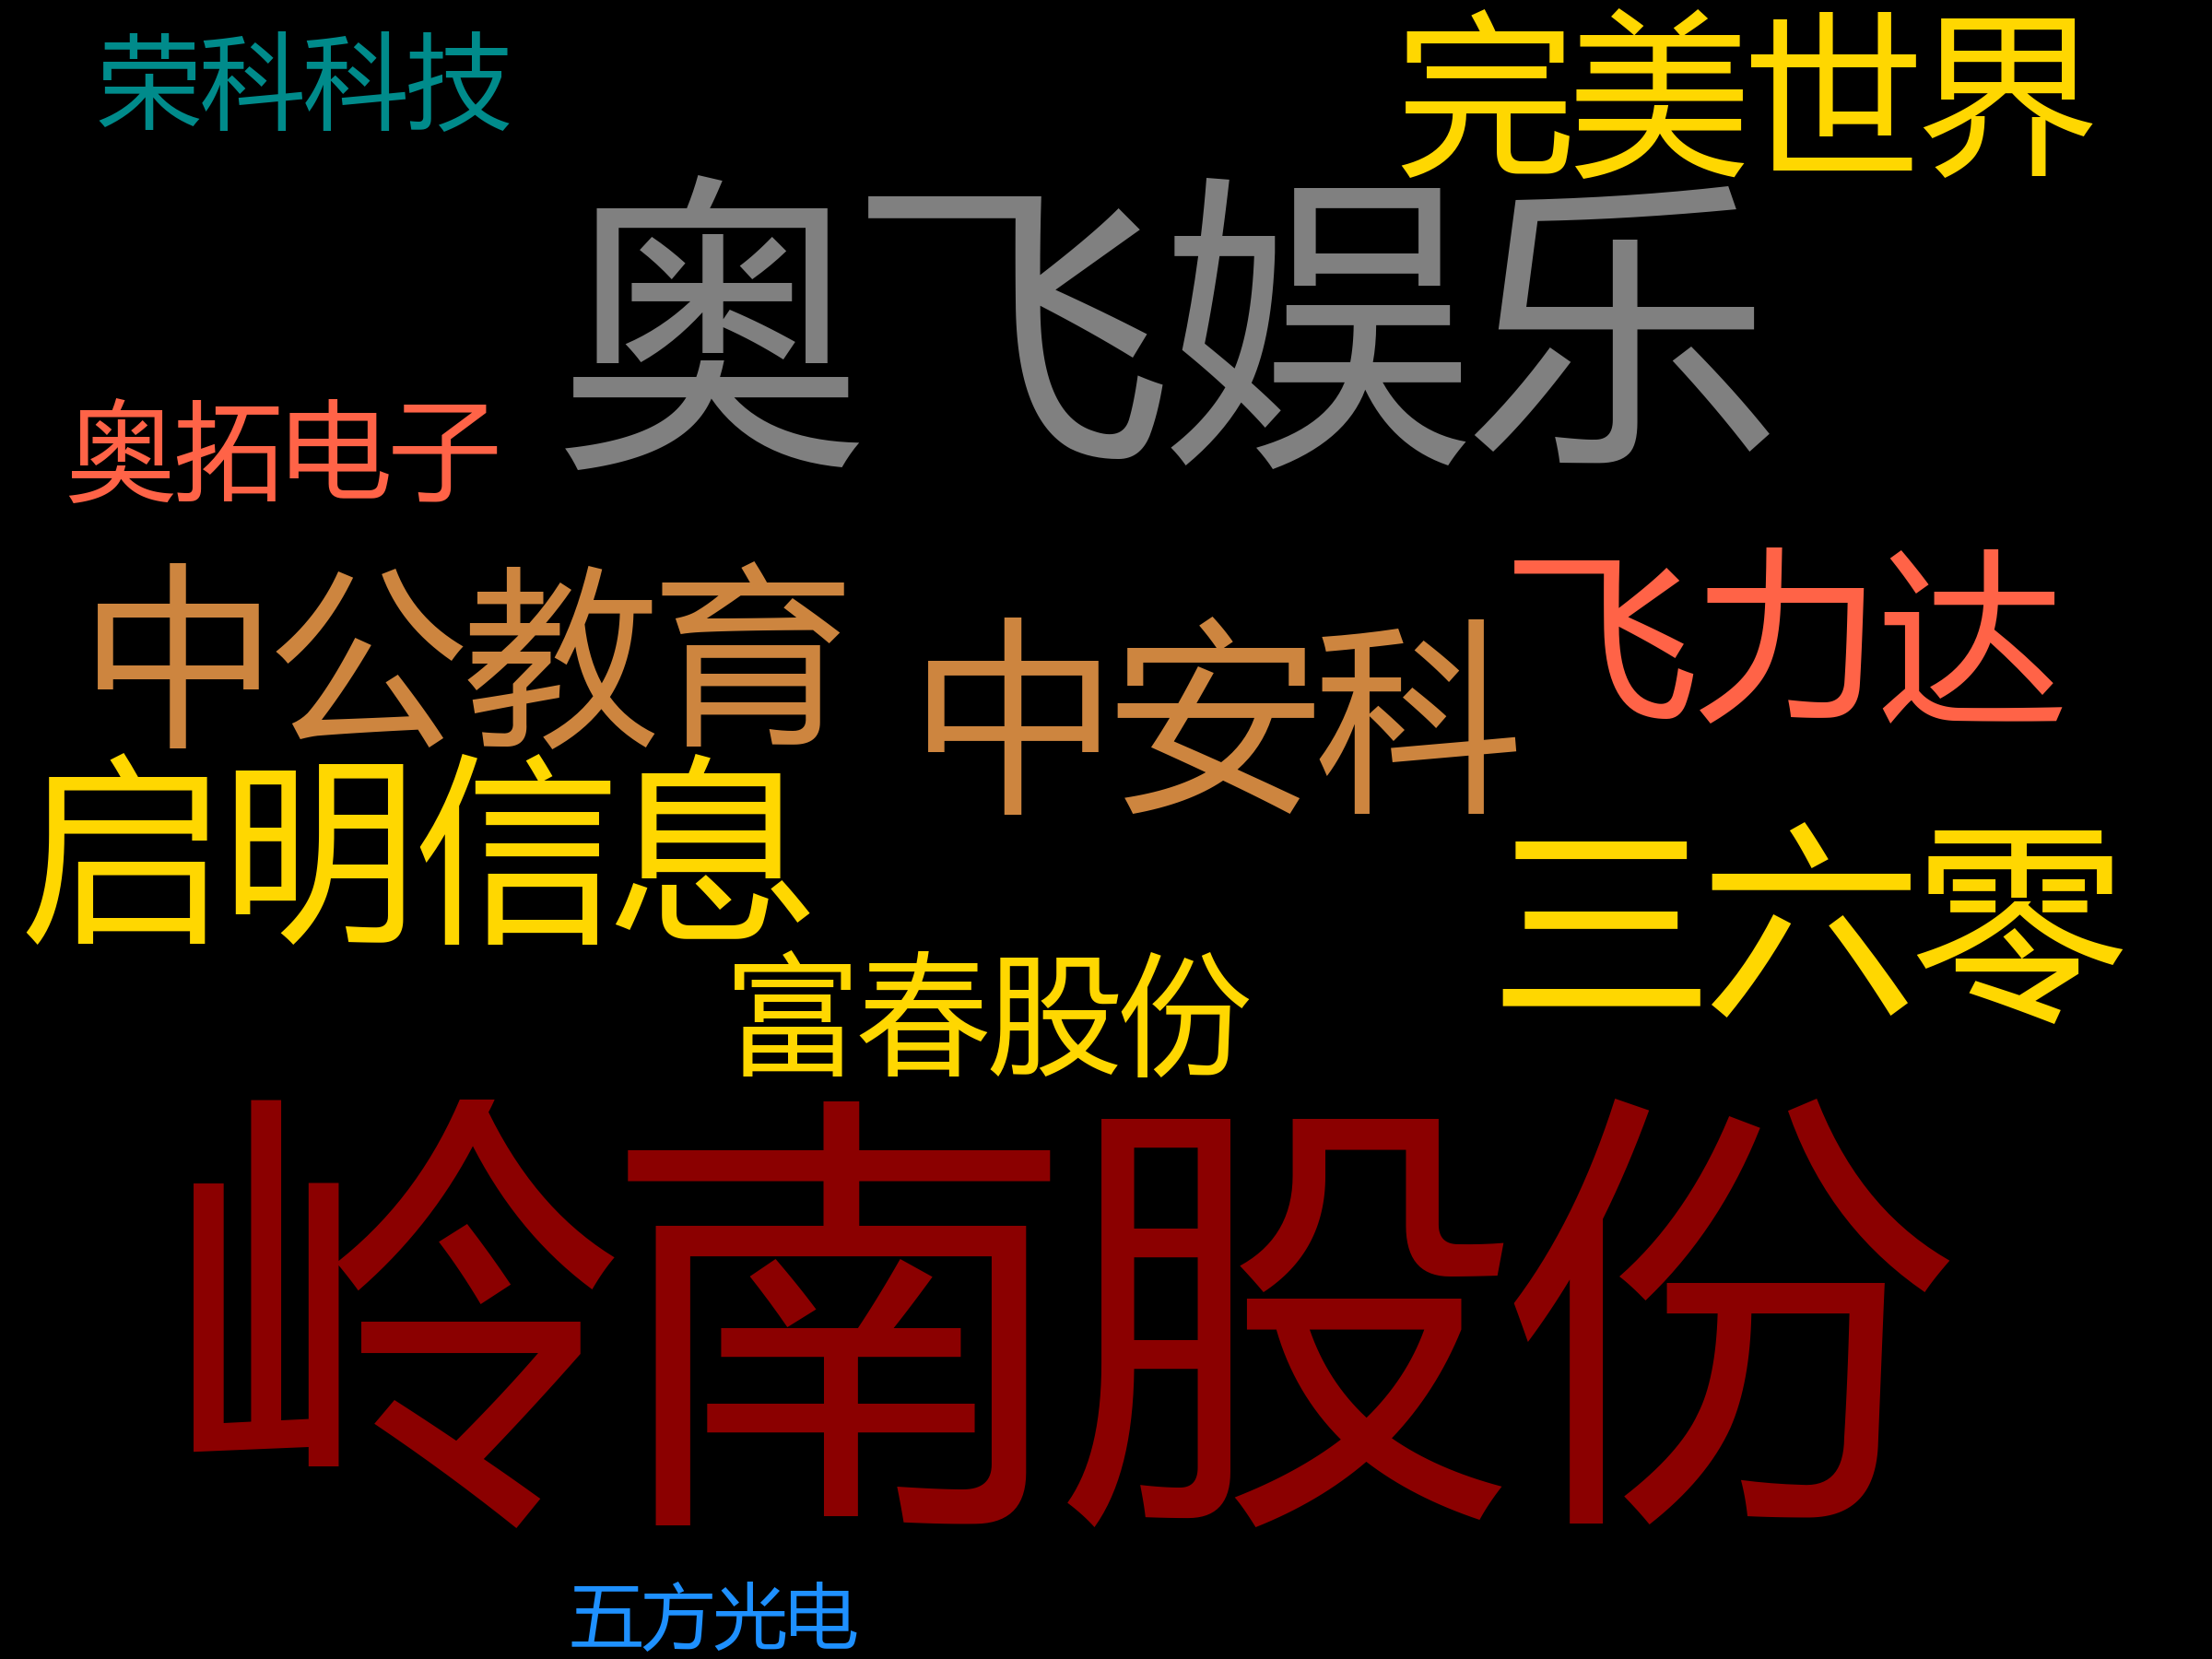 荣科科技
完美世界
奥飞娱乐
奥拓电子
中公教育
中安科
飞力达
启明信息
三六零
富春股份
岭南股份
五方光电